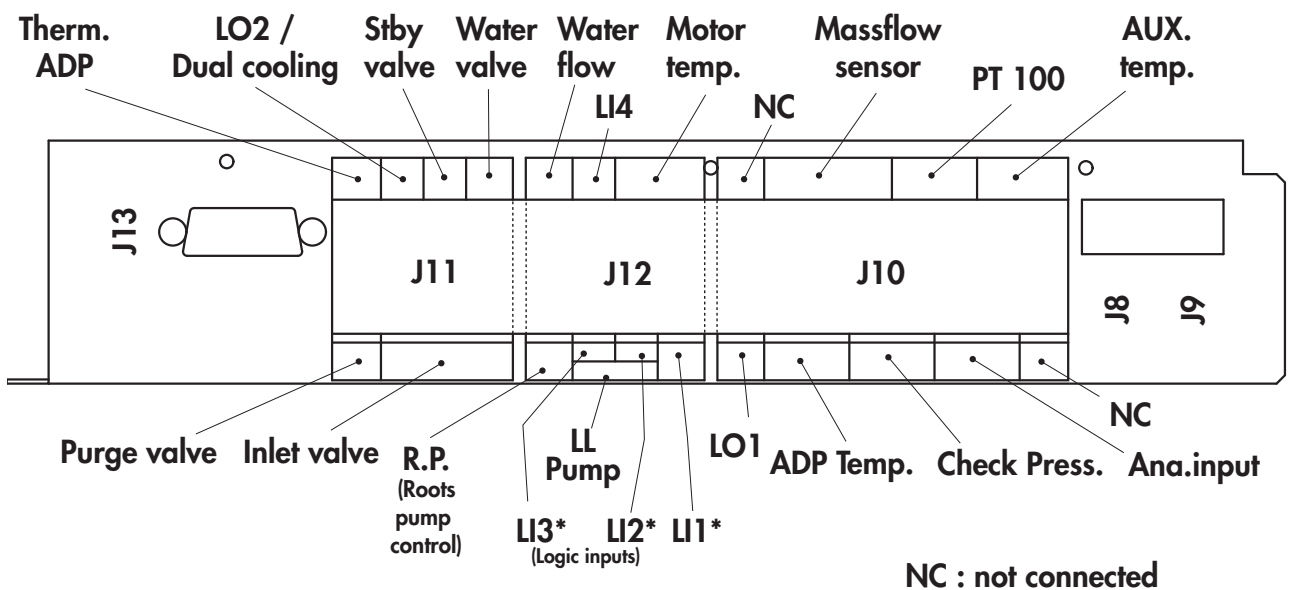 Therm.
ADP
LO2 /
Dual cooling
Stby
valve
Water
valve
Water
flow
LI4
Motor
temp.
NC
Massflow
sensor
PT 100
AUX.
temp.
J13
J11
J12
J10
J8
J9
Purge valve
Inlet valve
R.P.
(Roots
pump
control)
LL
Pump
LI3*
LI2*
LI1*
(Logic inputs)
LO1
ADP Temp.
Check Press.
Ana.input
NC
NC : not connected